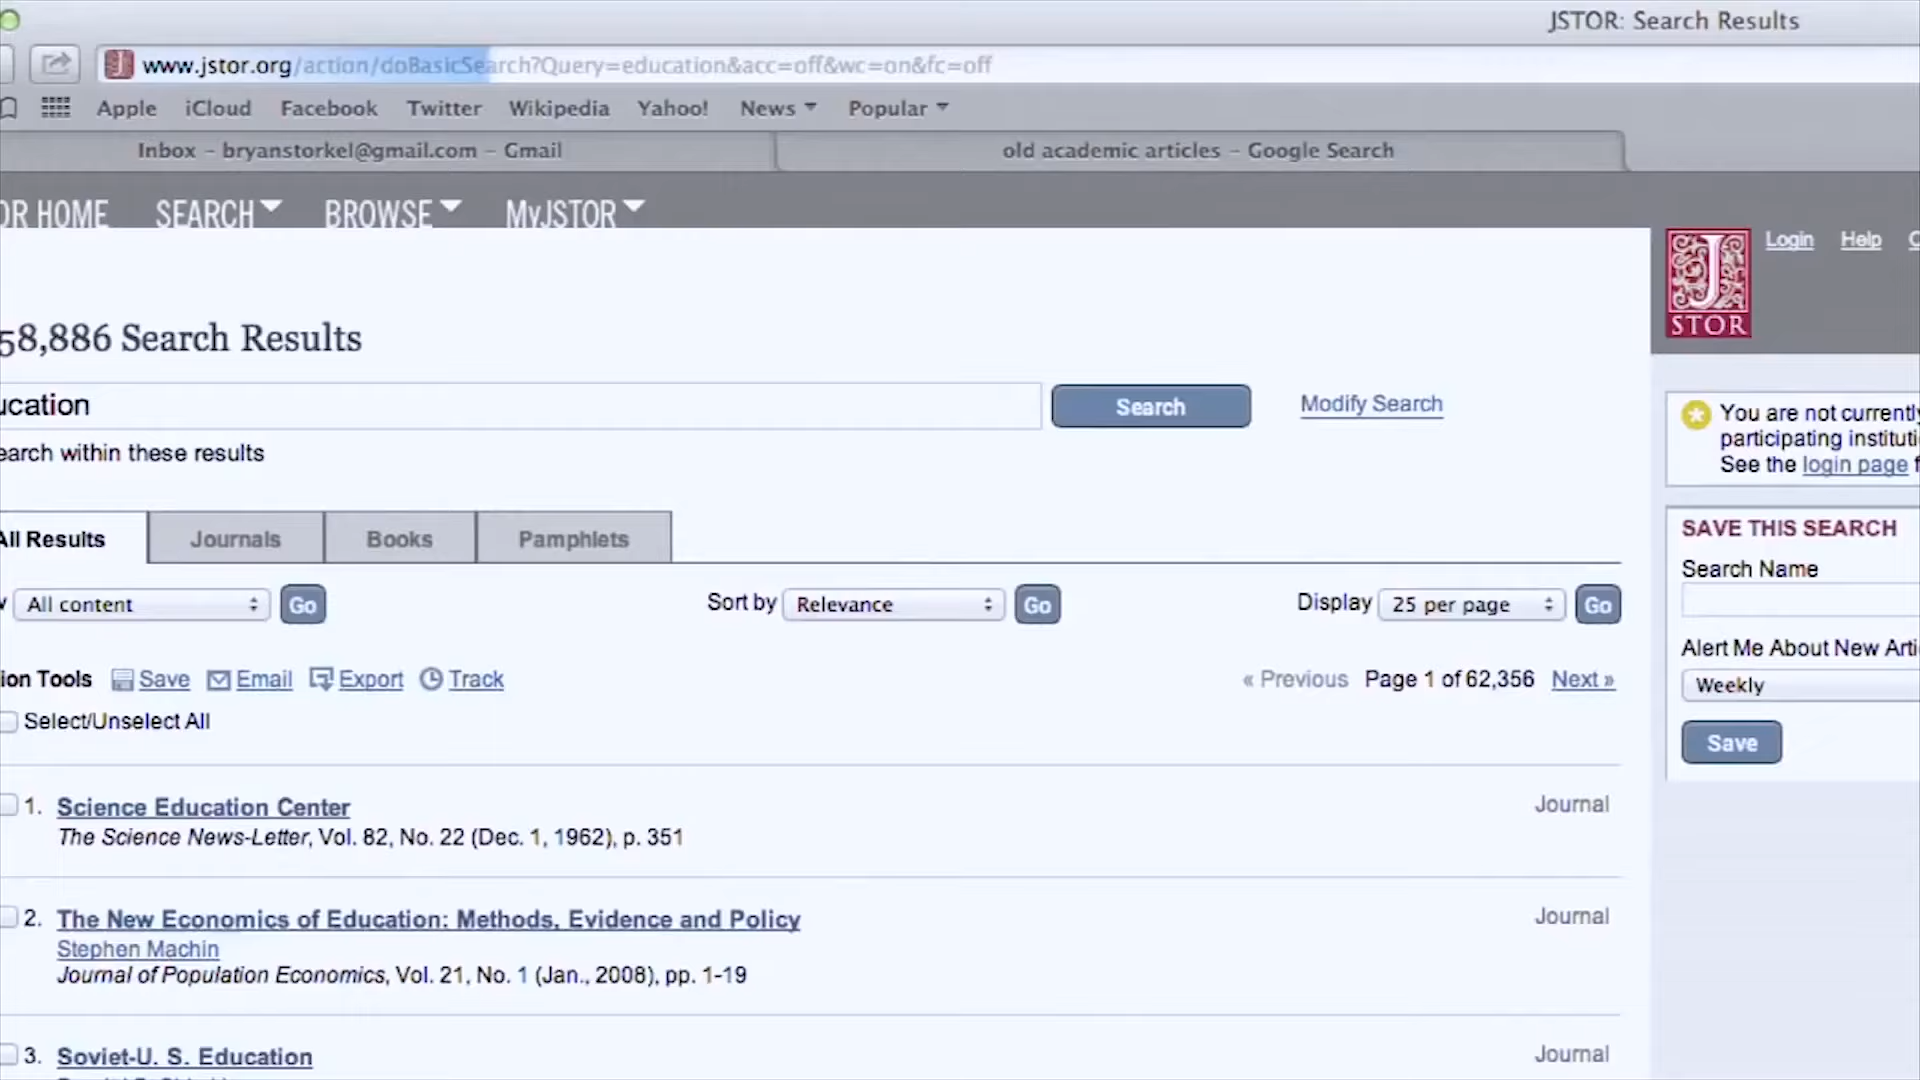 JSTOR: Search Results
www.jstor.org/action/doBasicSearch?Query=education&acc=off&wc=on&fc=off
Apple iCloud Facebook Twitter Wikipedia Yahoo! News Popular
Inbox – bryanstorkel@gmail.com – Gmail
old academic articles – Google Search
OR HOME SEARCH BROWSE MyJSTOR
Login Help
J
STOR
58,886 Search Results
ucation Search Modify Search
earch within these results
You are not currently
participating instituti
See the login page f
All Results Journals Books Pamphlets
SAVE THIS SEARCH
Search Name
All content Go Sort by Relevance Go Display 25 per page Go
Alert Me About New Arti
Weekly
Save
ion Tools Save Email Export Track « Previous Page 1 of 62,356 Next »
Select/Unselect All
1. Science Education Center Journal
The Science News-Letter, Vol. 82, No. 22 (Dec. 1, 1962), p. 351
2. The New Economics of Education: Methods, Evidence and Policy Journal
Stephen Machin
Journal of Population Economics, Vol. 21, No. 1 (Jan., 2008), pp. 1-19
3. Soviet-U. S. Education Journal